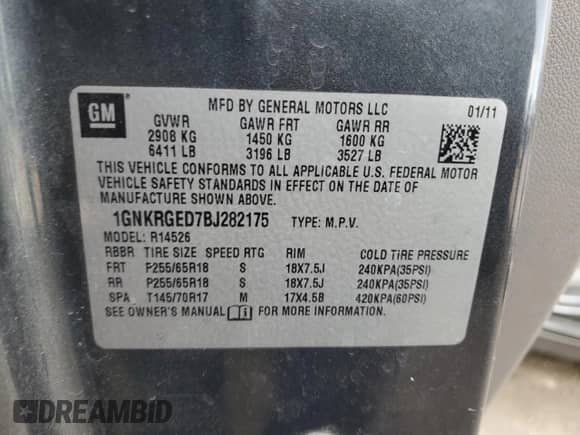 GM
MFD BY GENERAL MOTORS LLC 01/11
GVWR GAWR FRT GAWR RR
2908 KG 1450 KG 1600 KG
6411 LB 3196 LB 3527 LB
THIS VEHICLE CONFORMS TO ALL APPLICABLE U.S. FEDERAL MOTOR
VEHICLE SAFETY STANDARDS IN EFFECT ON THE DATE OF
MANUFACTURE SHOWN ABOVE.
1GNKRGED7BJ282175 TYPE: M.P.V.
MODEL: R14526
RBBR TIRE SIZE SPEED RTG RIM COLD TIRE PRESSURE
FRT P255/65R18 S 18X7.5J 240KPA(35PSI)
RR P255/65R18 S 18X7.5J 240KPA(35PSI)
SPA T145/70R17 M 17X4.5B 420KPA(60PSI)
SEE OWNER'S MANUAL FOR MORE INFORMATION.
DREAMBID